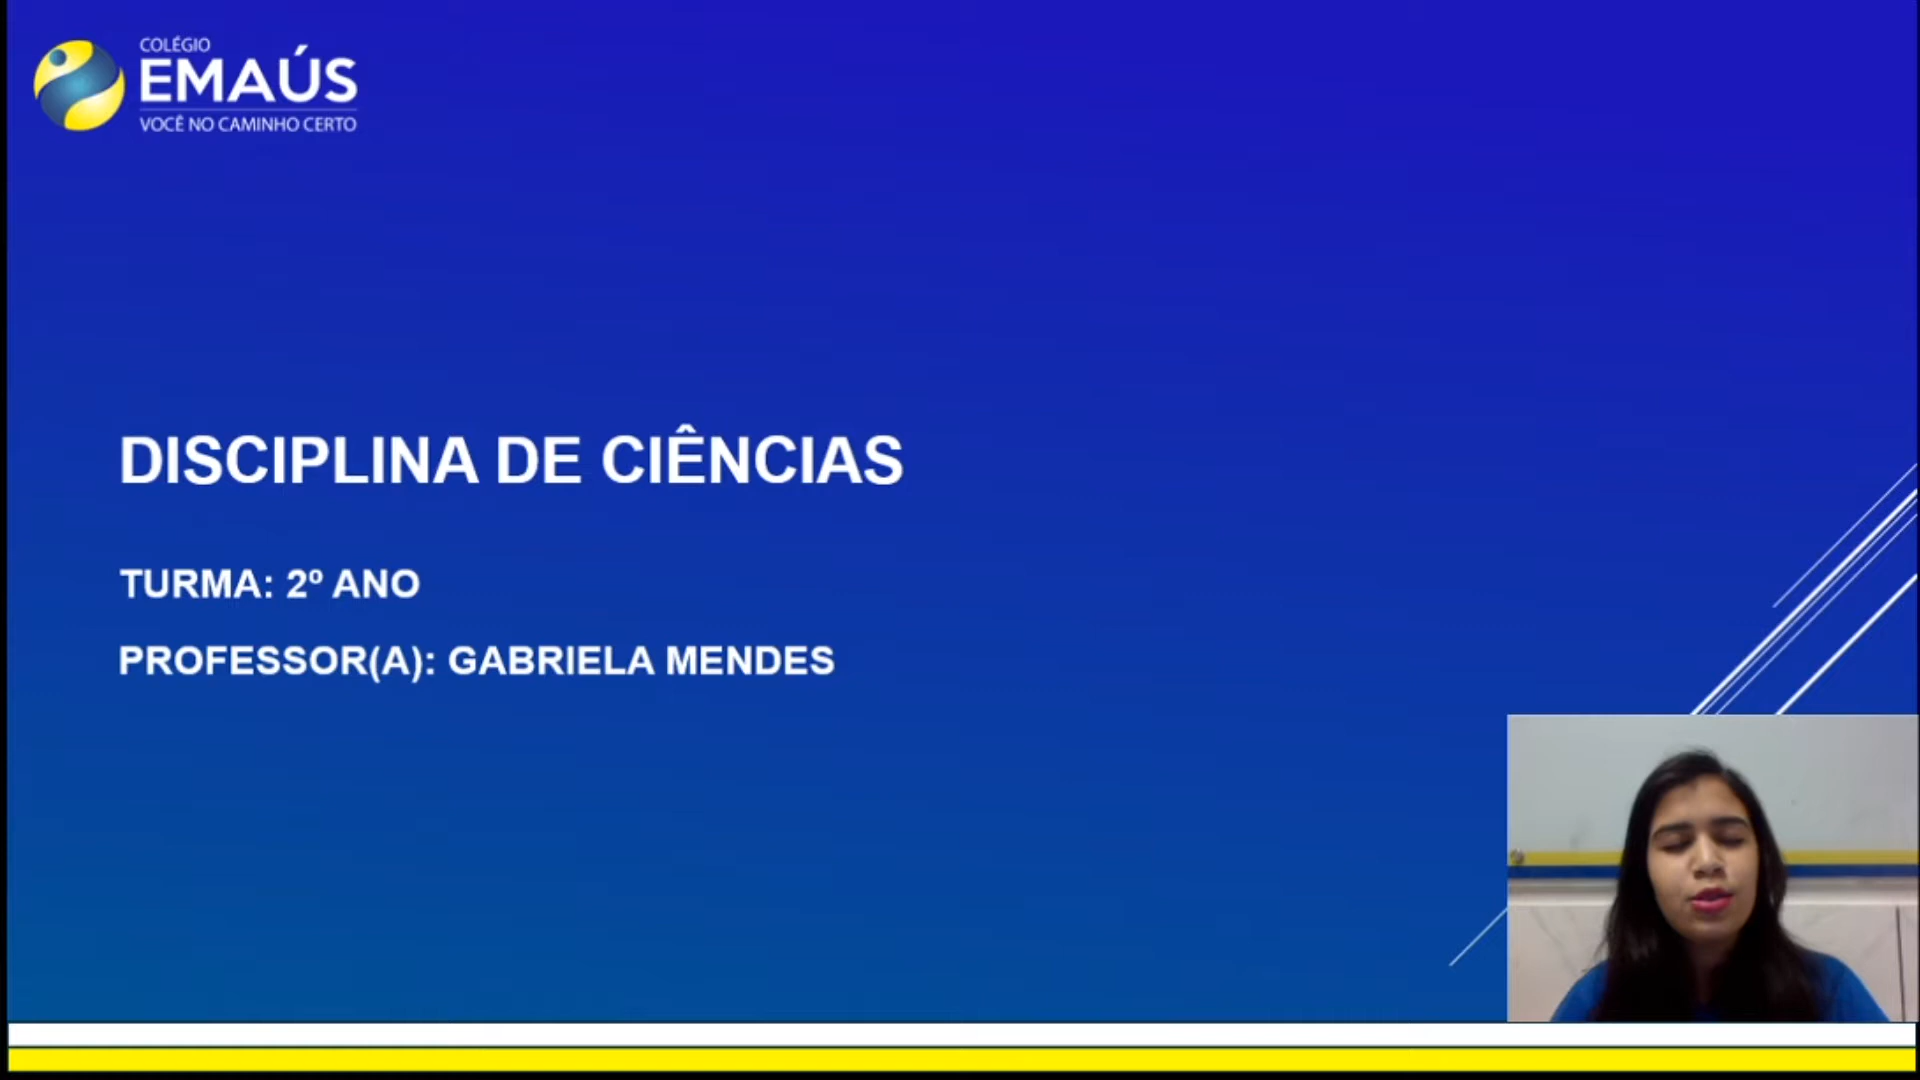 COLÉGIO
EMAÚS
VOCÊ NO CAMINHO CERTO
DISCIPLINA DE CIÊNCIAS
TURMA: 2º ANO
PROFESSOR(A): GABRIELA MENDES